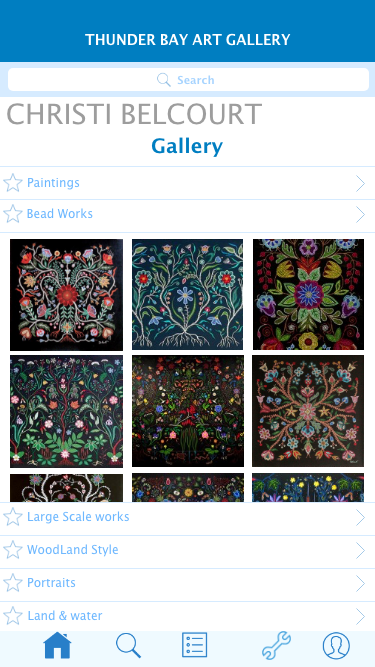 THUNDER BAY ART GALLERY
Search
CHRISTI BELCOURT
Gallery
Paintings
Bead Works
Large Scale works
WoodLand Style
Portraits
Land & water